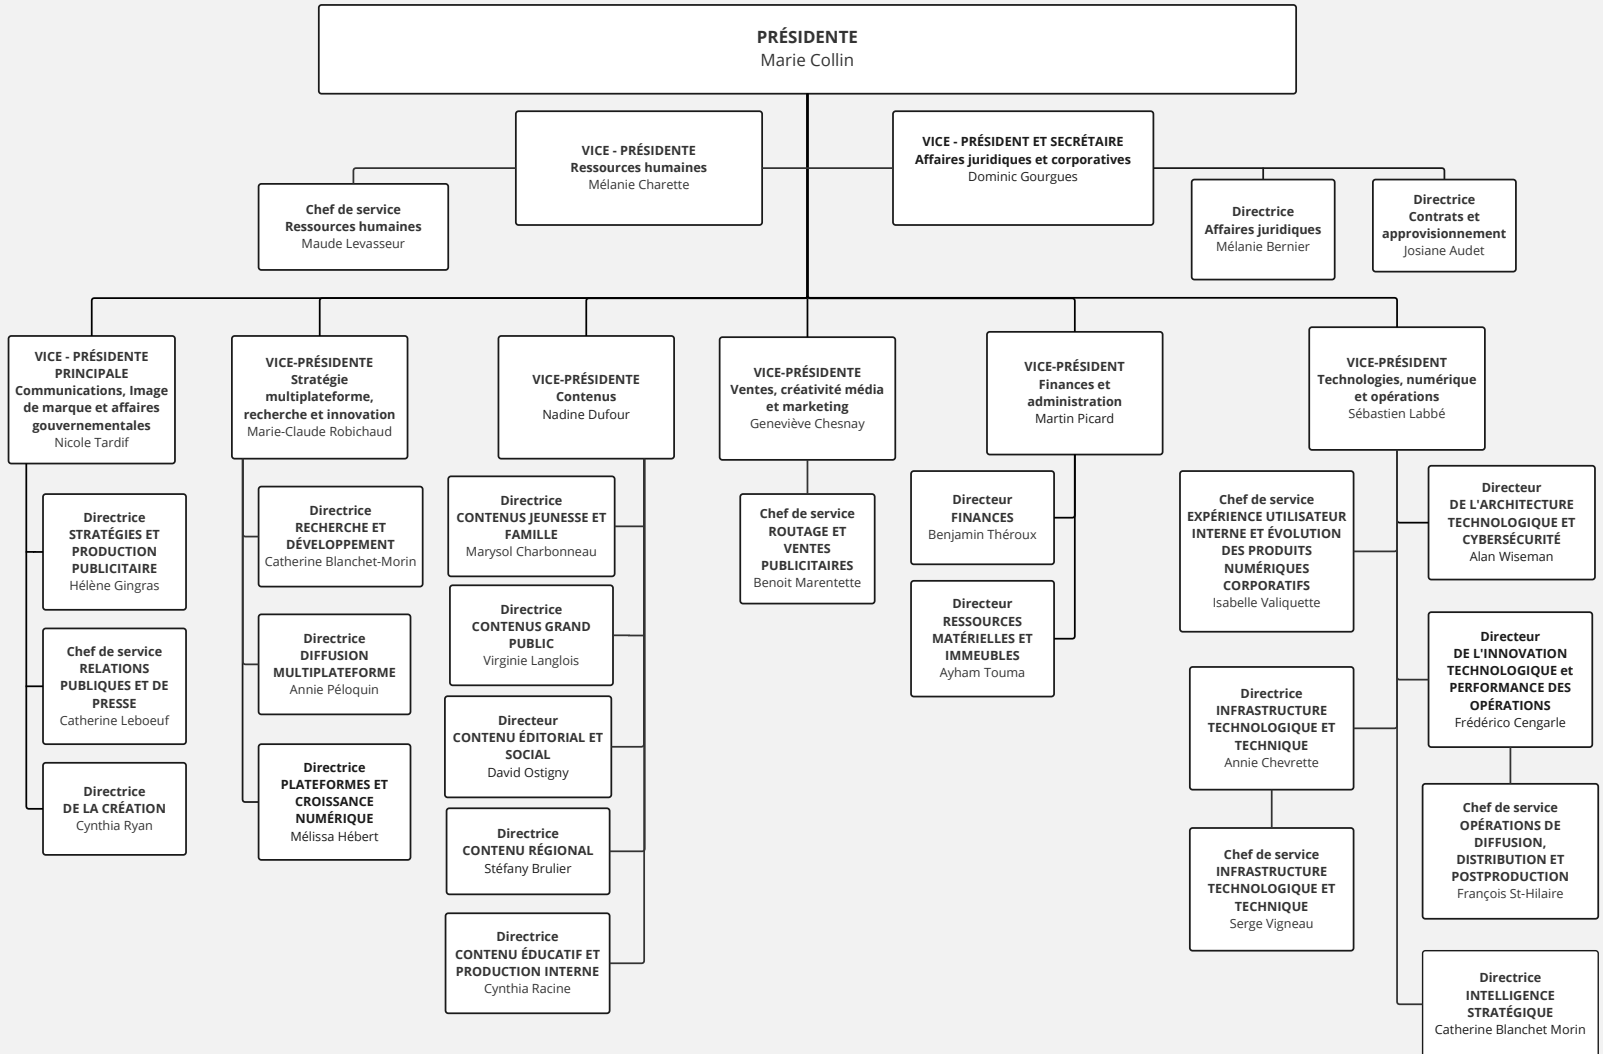 PRÉSIDENTE
Marie Collin
VICE - PRÉSIDENTE
Ressources humaines
Mélanie Charette
VICE - PRÉSIDENT ET SECRÉTAIRE
Affaires juridiques et corporatives
Dominic Gourgues
Chef de service
Ressources humaines
Maude Levasseur
Directrice
Affaires juridiques
Mélanie Bernier
Directrice
Contrats et
approvisionnement
Josiane Audet
VICE - PRÉSIDENTE
PRINCIPALE
Communications, Image
de marque et affaires
gouvernementales
Nicole Tardif
VICE-PRÉSIDENTE
Stratégie
multiplateforme,
recherche et innovation
Marie-Claude Robichaud
VICE-PRÉSIDENTE
Contenus
Nadine Dufour
VICE-PRÉSIDENTE
Ventes, créativité média
et marketing
Geneviève Chesnay
VICE-PRÉSIDENT
Finances et
administration
Martin Picard
VICE-PRÉSIDENT
Technologies, numérique
et opérations
Sébastien Labbé
Directrice
STRATÉGIES ET
PRODUCTION
PUBLICITAIRE
Hélène Gingras
Chef de service
RELATIONS
PUBLIQUES ET DE
PRESSE
Catherine Leboeuf
Directrice
DE LA CRÉATION
Cynthia Ryan
Directrice
RECHERCHE ET
DÉVELOPPEMENT
Catherine Blanchet-Morin
Directrice
DIFFUSION
MULTIPLATEFORME
Annie Péloquin
Directrice
PLATEFORMES ET
CROISSANCE
NUMÉRIQUE
Mélissa Hébert
Directrice
CONTENUS JEUNESSE ET
FAMILLE
Marysol Charbonneau
Directrice
CONTENUS GRAND
PUBLIC
Virginie Langlois
Directeur
CONTENU ÉDITORIAL ET
SOCIAL
David Ostigny
Directrice
CONTENU RÉGIONAL
Stéfany Brulier
Directrice
CONTENU ÉDUCATIF ET
PRODUCTION INTERNE
Cynthia Racine
Chef de service
ROUTAGE ET
VENTES
PUBLICITAIRES
Benoit Marentette
Directeur
FINANCES
Benjamin Théroux
Directeur
RESSOURCES
MATÉRIELLES ET
IMMEUBLES
Ayham Touma
Chef de service
EXPÉRIENCE UTILISATEUR
INTERNE ET ÉVOLUTION
DES PRODUITS
NUMÉRIQUES
CORPORATIFS
Isabelle Valiquette
Directrice
INFRASTRUCTURE
TECHNOLOGIQUE ET
TECHNIQUE
Annie Chevrette
Chef de service
INFRASTRUCTURE
TECHNOLOGIQUE ET
TECHNIQUE
Serge Vigneau
Directeur
DE L'ARCHITECTURE
TECHNOLOGIQUE ET
CYBERSÉCURITÉ
Alan Wiseman
Directeur
DE L'INNOVATION
TECHNOLOGIQUE et
PERFORMANCE DES
OPÉRATIONS
Frédérico Cengarle
Chef de service
OPÉRATIONS DE
DIFFUSION,
DISTRIBUTION ET
POSTPRODUCTION
François St-Hilaire
Directrice
INTELLIGENCE
STRATÉGIQUE
Catherine Blanchet Morin